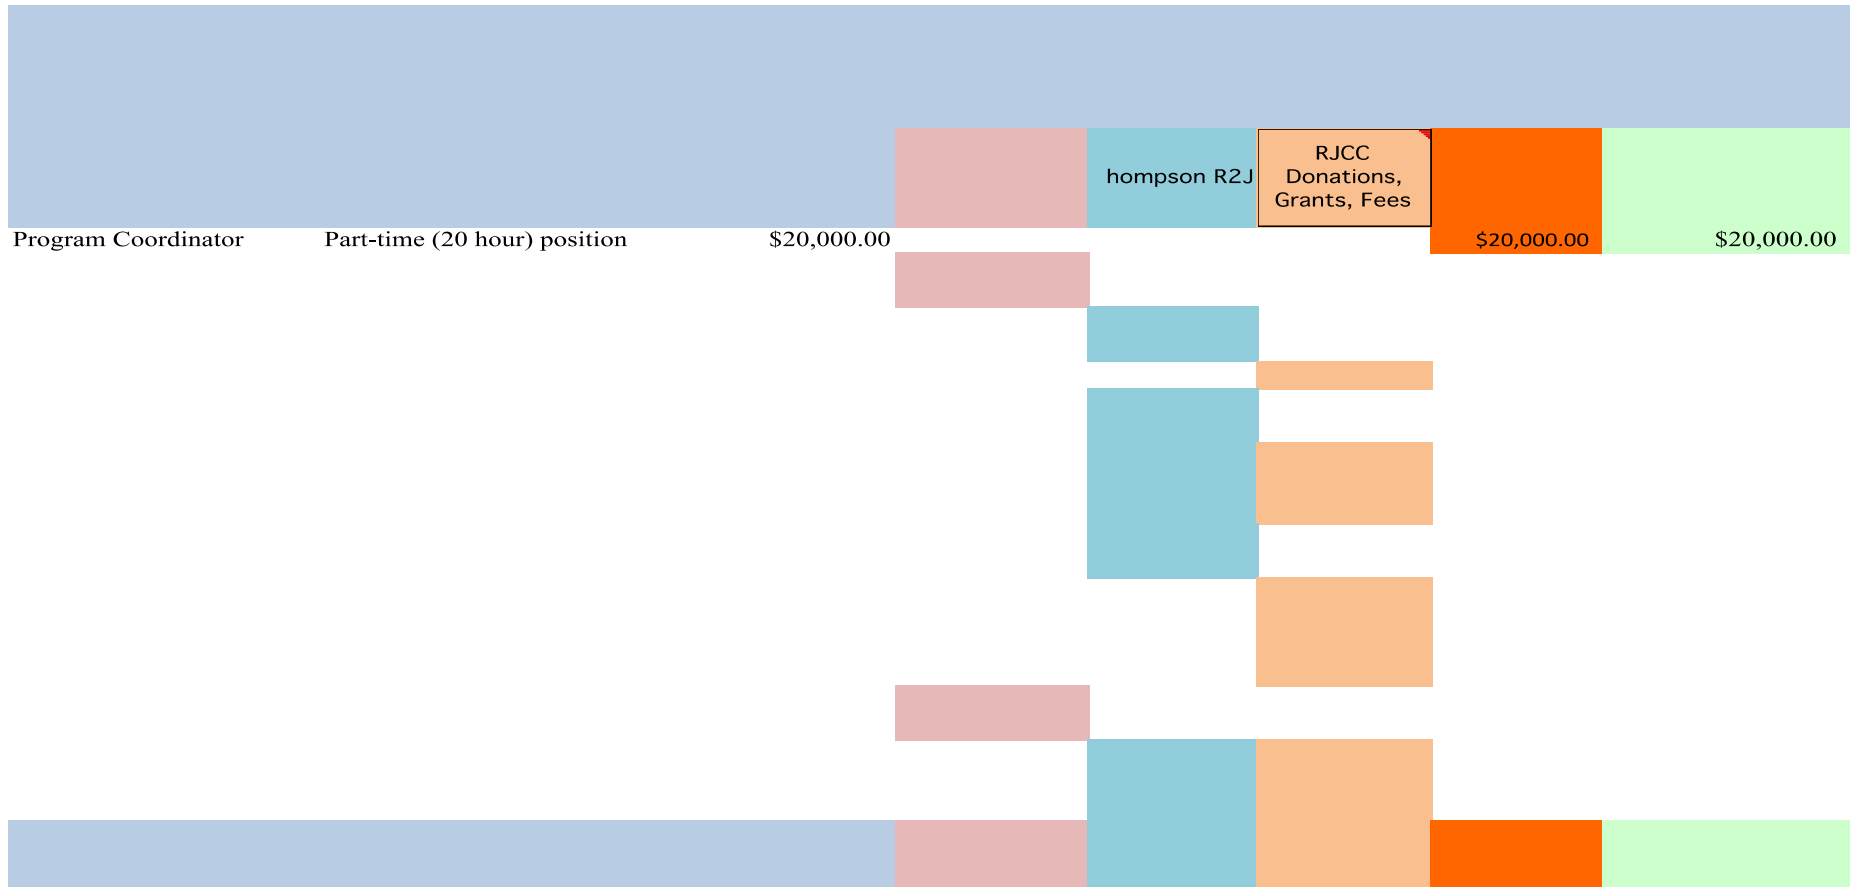 hompson R2J
RJCC
Donations,
Grants, Fees
Program Coordinator Part-time (20 hour) position $20,000.00 $20,000.00 $20,000.00